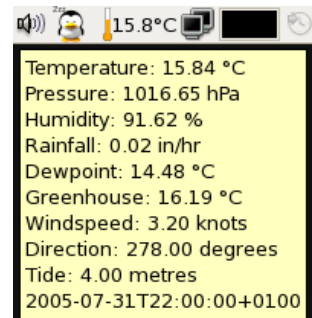 Zzz
15.8°C
Temperature: 15.84 °C
Pressure: 1016.65 hPa
Humidity: 91.62 %
Rainfall: 0.02 in/hr
Dewpoint: 14.48 °C
Greenhouse: 16.19 °C
Windspeed: 3.20 knots
Direction: 278.00 degrees
Tide: 4.00 metres
2005-07-31T22:00:00+0100